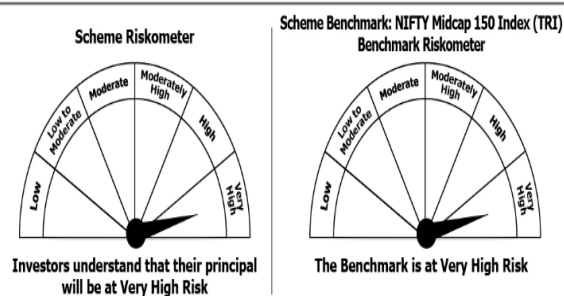 Scheme Riskometer
Low
Low to
Moderate
Moderate
Moderately
High
High
Very
High
Investors understand that their principal
will be at Very High Risk
Scheme Benchmark: NIFTY Midcap 150 Index (TRI)
Benchmark Riskometer
Low
Low to
Moderate
Moderate
Moderately
High
High
Very
High
The Benchmark is at Very High Risk